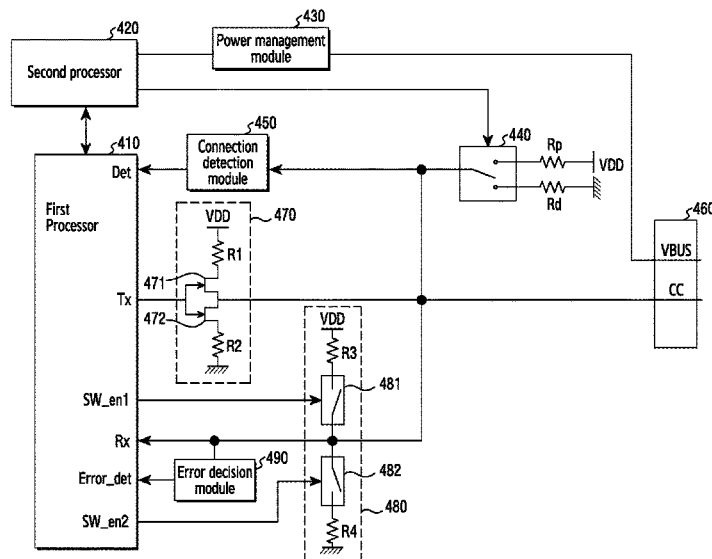 420
430
Second processor
Power management
module
410
450
440
Det
Connection
detection
module
Rp
VDD
Rd
460
First
Processor
VDD
470
VBUS
R1
471
CC
Tx
472
R2
VDD
R3
481
SW_en1
Rx
490
482
Error_det
Error decision
module
SW_en2
480
R4